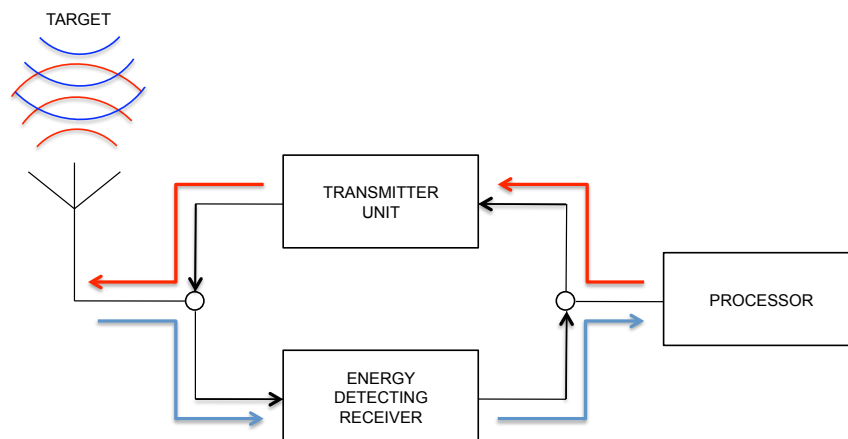 TARGET
TRANSMITTER
UNIT
PROCESSOR
ENERGY
DETECTING
RECEIVER